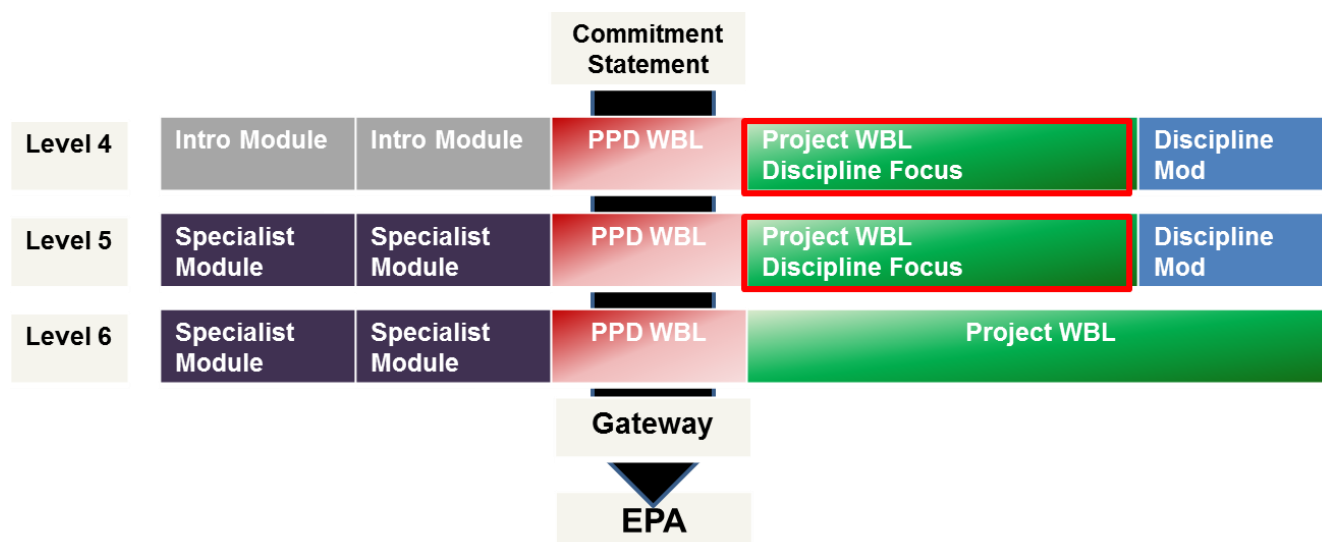 Commitment
Statement
Level 4
Intro Module
Intro Module
PPD WBL
Project WBL
Discipline Focus
Discipline
Mod
Level 5
Specialist
Module
Specialist
Module
PPD WBL
Project WBL
Discipline Focus
Discipline
Mod
Level 6
Specialist
Module
Specialist
Module
PPD WBL
Project WBL
Gateway
EPA